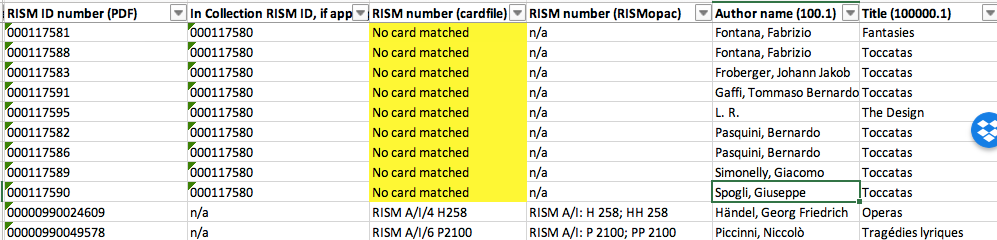 RISM ID number (PDF) In Collection RISM ID, if app RISM number (cardfile) RISM number (RISMopac) Author name (100.1) Title (100000.1)
000117581 000117580 No card matched n/a Fontana, Fabrizio Fantasies
000117588 000117580 No card matched n/a Fontana, Fabrizio Toccatas
000117583 000117580 No card matched n/a Froberger, Johann Jakob Toccatas
000117591 000117580 No card matched n/a Gaffi, Tommaso Bernardo Toccatas
000117595 000117580 No card matched n/a L. R. The Design
000117582 000117580 No card matched n/a Pasquini, Bernardo Toccatas
000117586 000117580 No card matched n/a Pasquini, Bernardo Toccatas
000117589 000117580 No card matched n/a Simonelly, Giacomo Toccatas
000117590 000117580 No card matched n/a Spogli, Giuseppe Toccatas
00000990024609 n/a RISM A/I/4 H258 RISM A/I: H 258; HH 258 Händel, Georg Friedrich Operas
00000990049578 n/a RISM A/I/6 P2100 RISM A/I: P 2100; PP 2100 Piccinni, Niccolò Tragédies lyriques